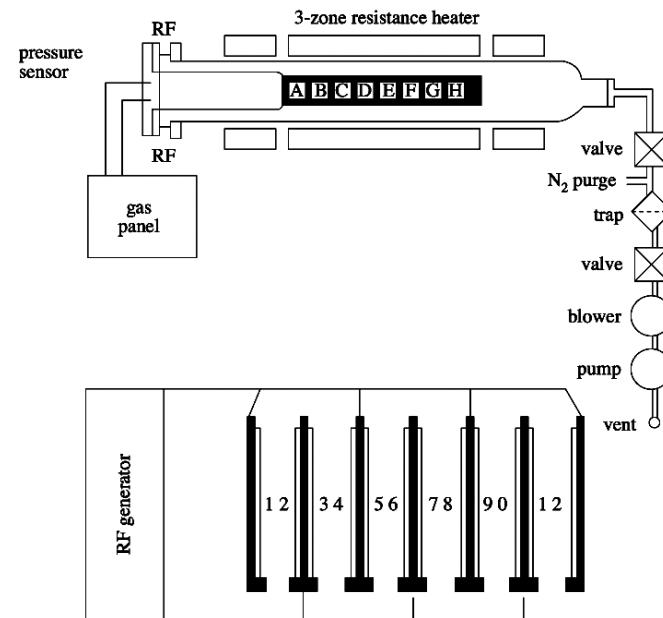 3-zone resistance heater
RF
pressure
sensor
A B C D E F G H
RF
valve
N₂ purge
gas
panel
trap
valve
blower
pump
vent
RF generator
1 2 3 4 5 6 7 8 9 0 1 2